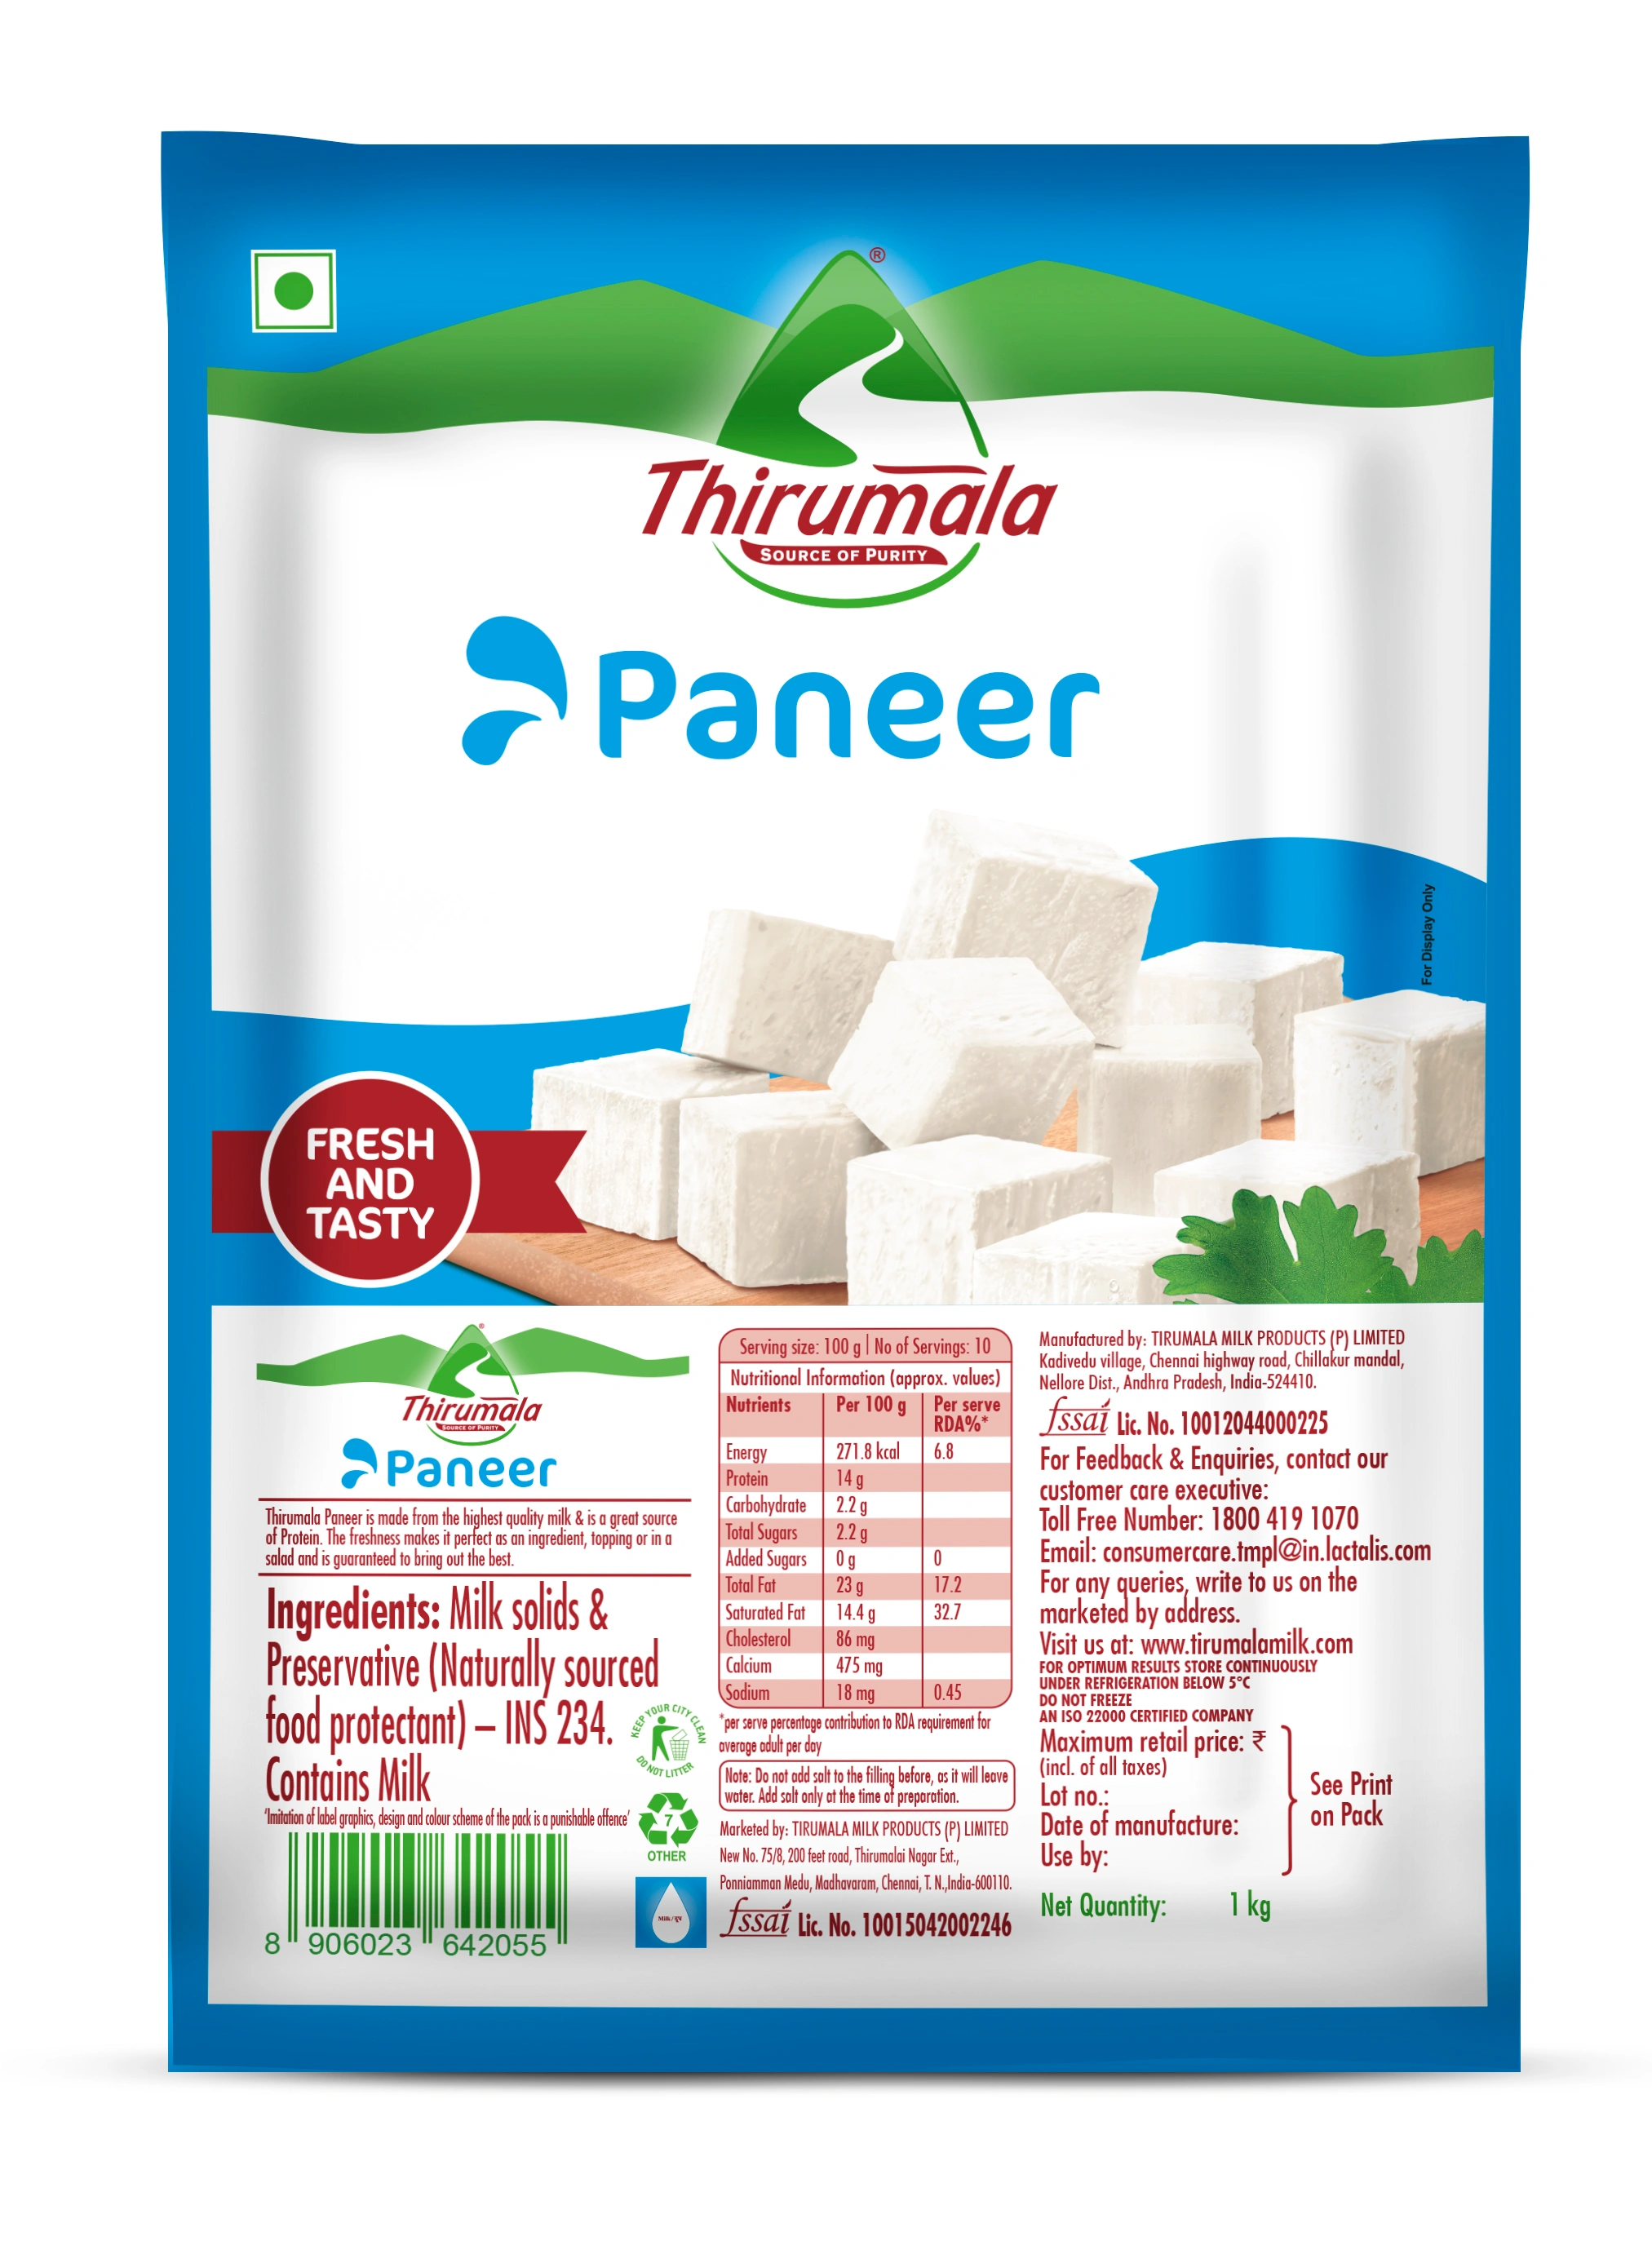 ®
Thirumala
SOURCE OF PURITY
Paneer
For Display Only
FRESH
AND
TASTY
Thirumala
SOURCE OF PURITY
Paneer
Thirumala Paneer is made from the highest quality milk & is a great source
of Protein. The freshness makes it perfect as an ingredient, topping or in a
salad and is guaranteed to bring out the best.
Ingredients: Milk solids &
Preservative (Naturally sourced
food protectant) – INS 234.
Contains Milk
'Imitation of label graphics, design and colour scheme of the pack is a punishable offence'
8 906023 642055
KEEP YOUR CITY CLEAN
DO NOT LITTER
7
OTHER
Milk / दूध
Serving size: 100 g | No of Servings: 10
Nutritional Information (approx. values)
Nutrients Per 100 g Per serve
RDA%*
Energy 271.8 kcal 6.8
Protein 14 g
Carbohydrate 2.2 g
Total Sugars 2.2 g
Added Sugars 0 g 0
Total Fat 23 g 17.2
Saturated Fat 14.4 g 32.7
Cholesterol 86 mg
Calcium 475 mg
Sodium 18 mg 0.45
*per serve percentage contribution to RDA requirement for
average adult per day
Note: Do not add salt to the filling before, as it will leave
water. Add salt only at the time of preparation.
Marketed by: TIRUMALA MILK PRODUCTS (P) LIMITED
New No. 75/8, 200 feet road, Thirumalai Nagar Ext.,
Ponniamman Medu, Madhavaram, Chennai, T. N.,India-600110.
fssai Lic. No. 10015042002246
Manufactured by: TIRUMALA MILK PRODUCTS (P) LIMITED
Kadivedu village, Chennai highway road, Chillakur mandal,
Nellore Dist., Andhra Pradesh, India-524410.
fssai Lic. No. 10012044000225
For Feedback & Enquiries, contact our
customer care executive:
Toll Free Number: 1800 419 1070
Email: consumercare.tmpl@in.lactalis.com
For any queries, write to us on the
marketed by address.
Visit us at: www.tirumalamilk.com
FOR OPTIMUM RESULTS STORE CONTINUOUSLY
UNDER REFRIGERATION BELOW 5°C
DO NOT FREEZE
AN ISO 22000 CERTIFIED COMPANY
Maximum retail price: ₹
(incl. of all taxes)
Lot no.:
Date of manufacture:
Use by:
See Print
on Pack
Net Quantity: 1 kg